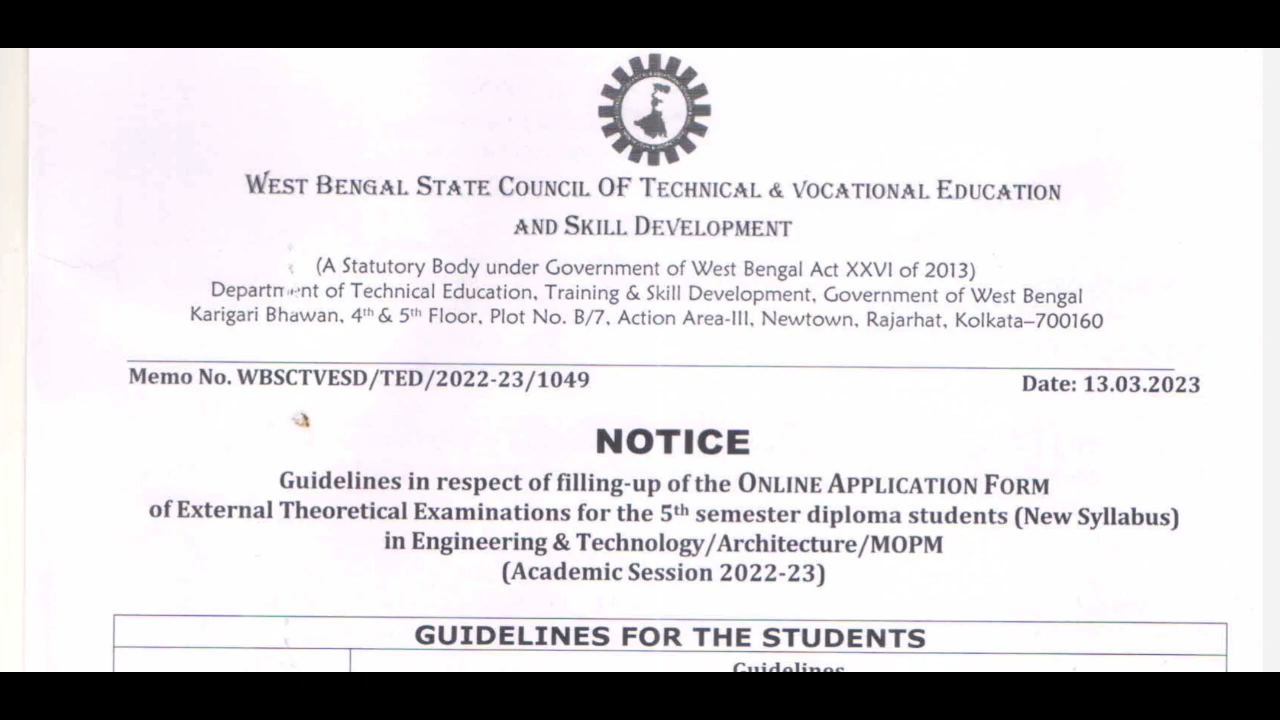 WEST BENGAL STATE COUNCIL OF TECHNICAL & VOCATIONAL EDUCATION
AND SKILL DEVELOPMENT
(A Statutory Body under Government of West Bengal Act XXVI of 2013)
Department of Technical Education, Training & Skill Development, Government of West Bengal
Karigari Bhawan, 4th & 5th Floor, Plot No. B/7, Action Area-III, Newtown, Rajarhat, Kolkata–700160
Memo No. WBSCTVESD/TED/2022-23/1049 Date: 13.03.2023
NOTICE
Guidelines in respect of filling-up of the ONLINE APPLICATION FORM
of External Theoretical Examinations for the 5th semester diploma students (New Syllabus)
in Engineering & Technology/Architecture/MOPM
(Academic Session 2022-23)
GUIDELINES FOR THE STUDENTS
Guidelines